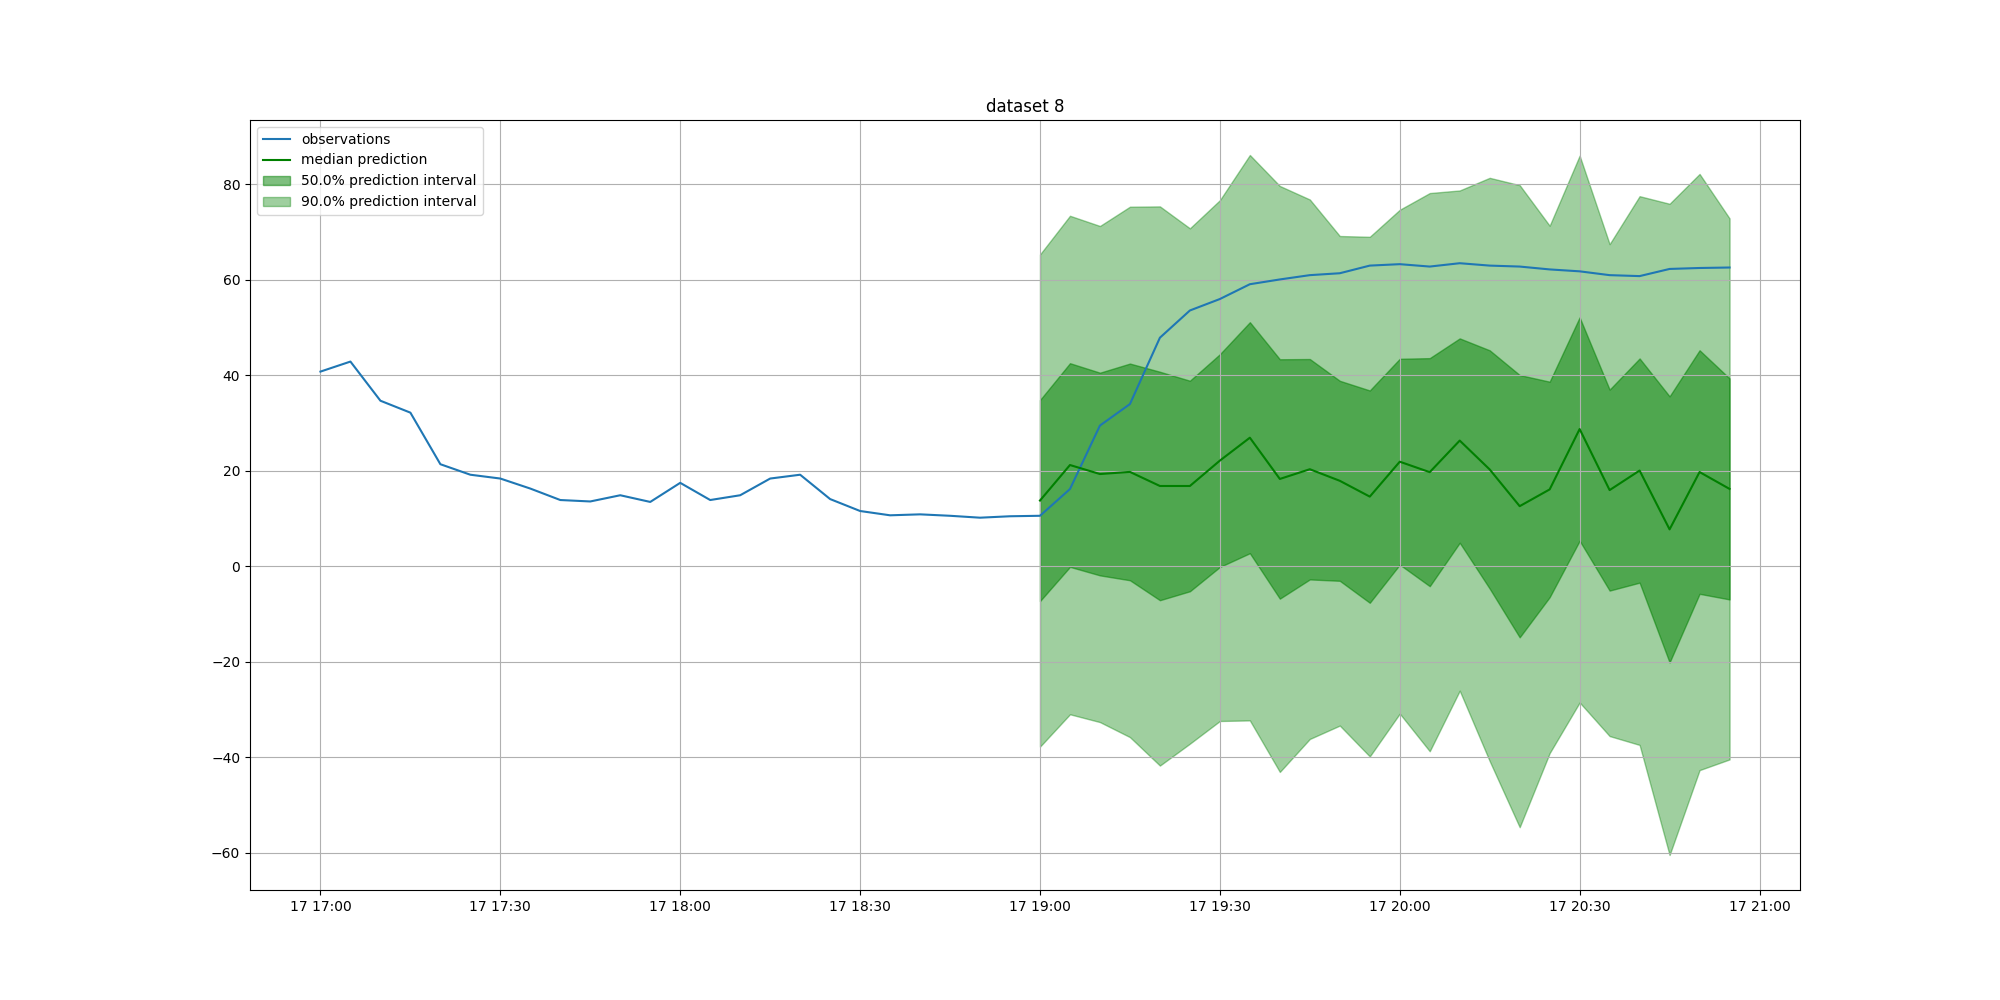 dataset 8
observations
median prediction
50.0% prediction interval
90.0% prediction interval
80
60
40
20
0
−20
−40
−60
17 17:00 17 17:30 17 18:00 17 18:30 17 19:00 17 19:30 17 20:00 17 20:30 17 21:00